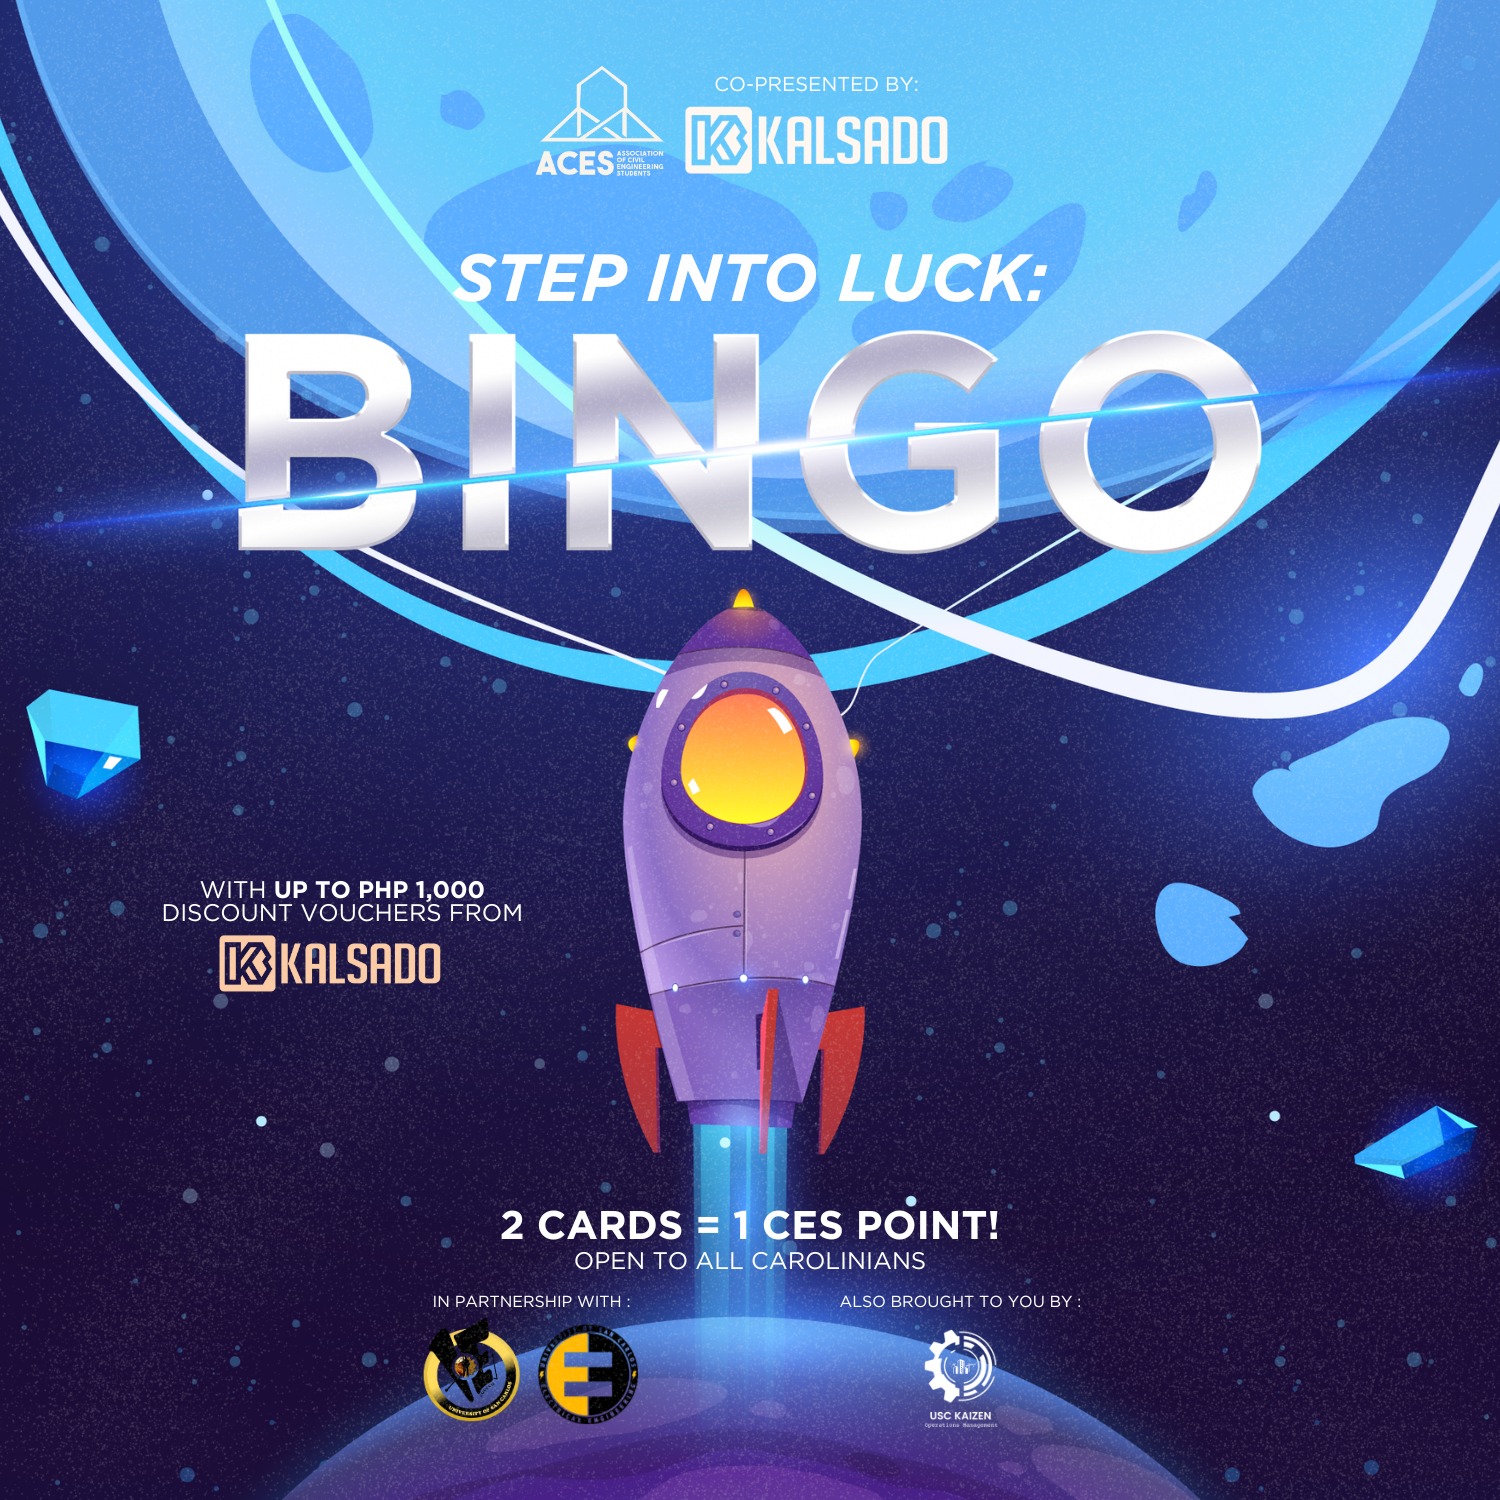 CO-PRESENTED BY:
ACES
ASSOCIATION
OF CIVIL
ENGINEERING
STUDENTS
KALSADO
STEP INTO LUCK:
BINGO
WITH UP TO PHP 1,000
DISCOUNT VOUCHERS FROM
KALSADO
2 CARDS = 1 CES POINT!
OPEN TO ALL CAROLINIANS
IN PARTNERSHIP WITH :
ALSO BROUGHT TO YOU BY :
UNIVERSITY OF SAN CARLOS
UNIVERSITY OF SAN CARLOS
ELECTRICAL ENGINEERING
USC KAIZEN
Operations Management